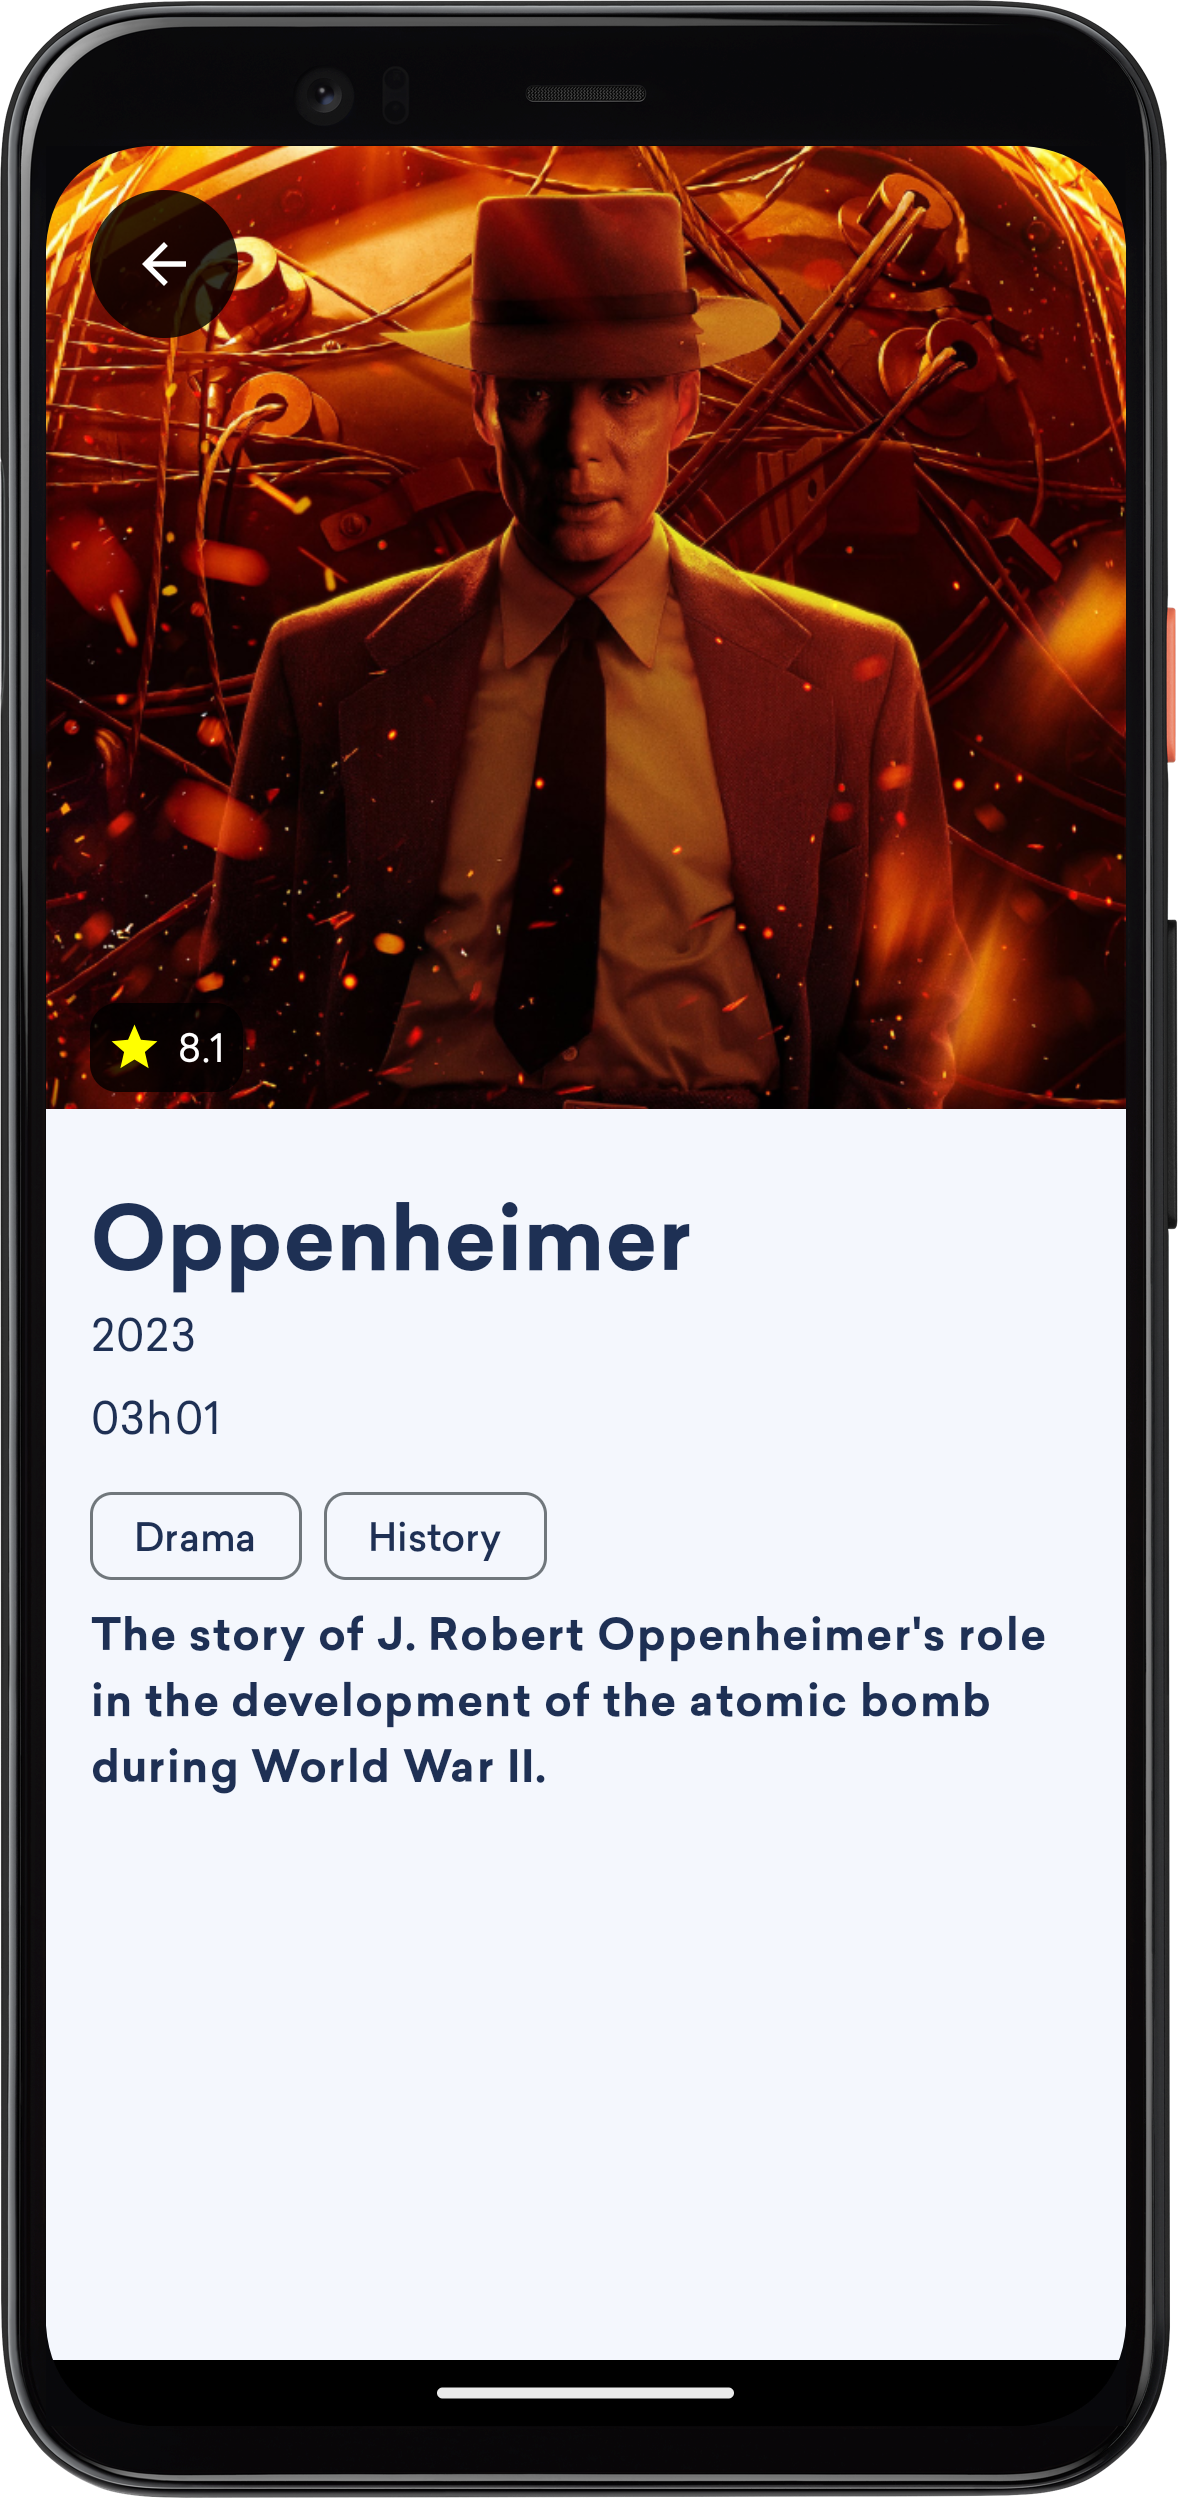 8.1
Oppenheimer
2023
03h01
Drama History
The story of J. Robert Oppenheimer's role
in the development of the atomic bomb
during World War II.